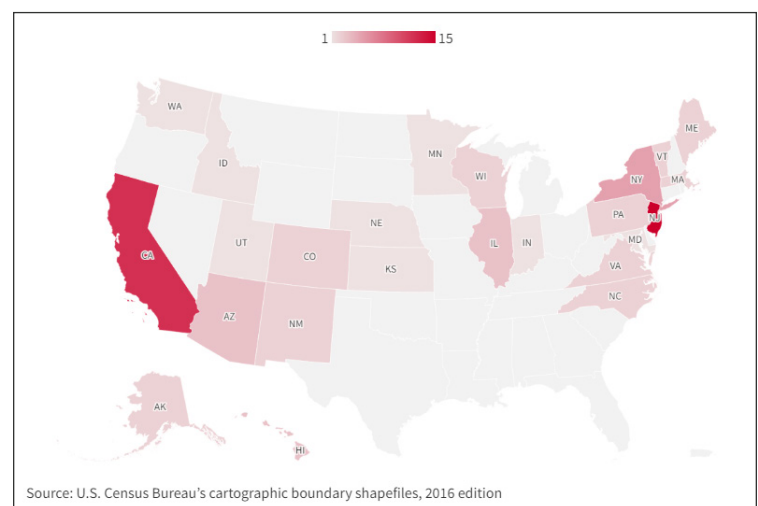 1 15
WA
ME
VT
MN
ID
WI
NY
MA
PA
NJ
NE
MD
UT
IL
IN
CA
CO
VA
KS
NC
AZ
NM
AK
HI
Source: U.S. Census Bureau's cartographic boundary shapefiles, 2016 edition